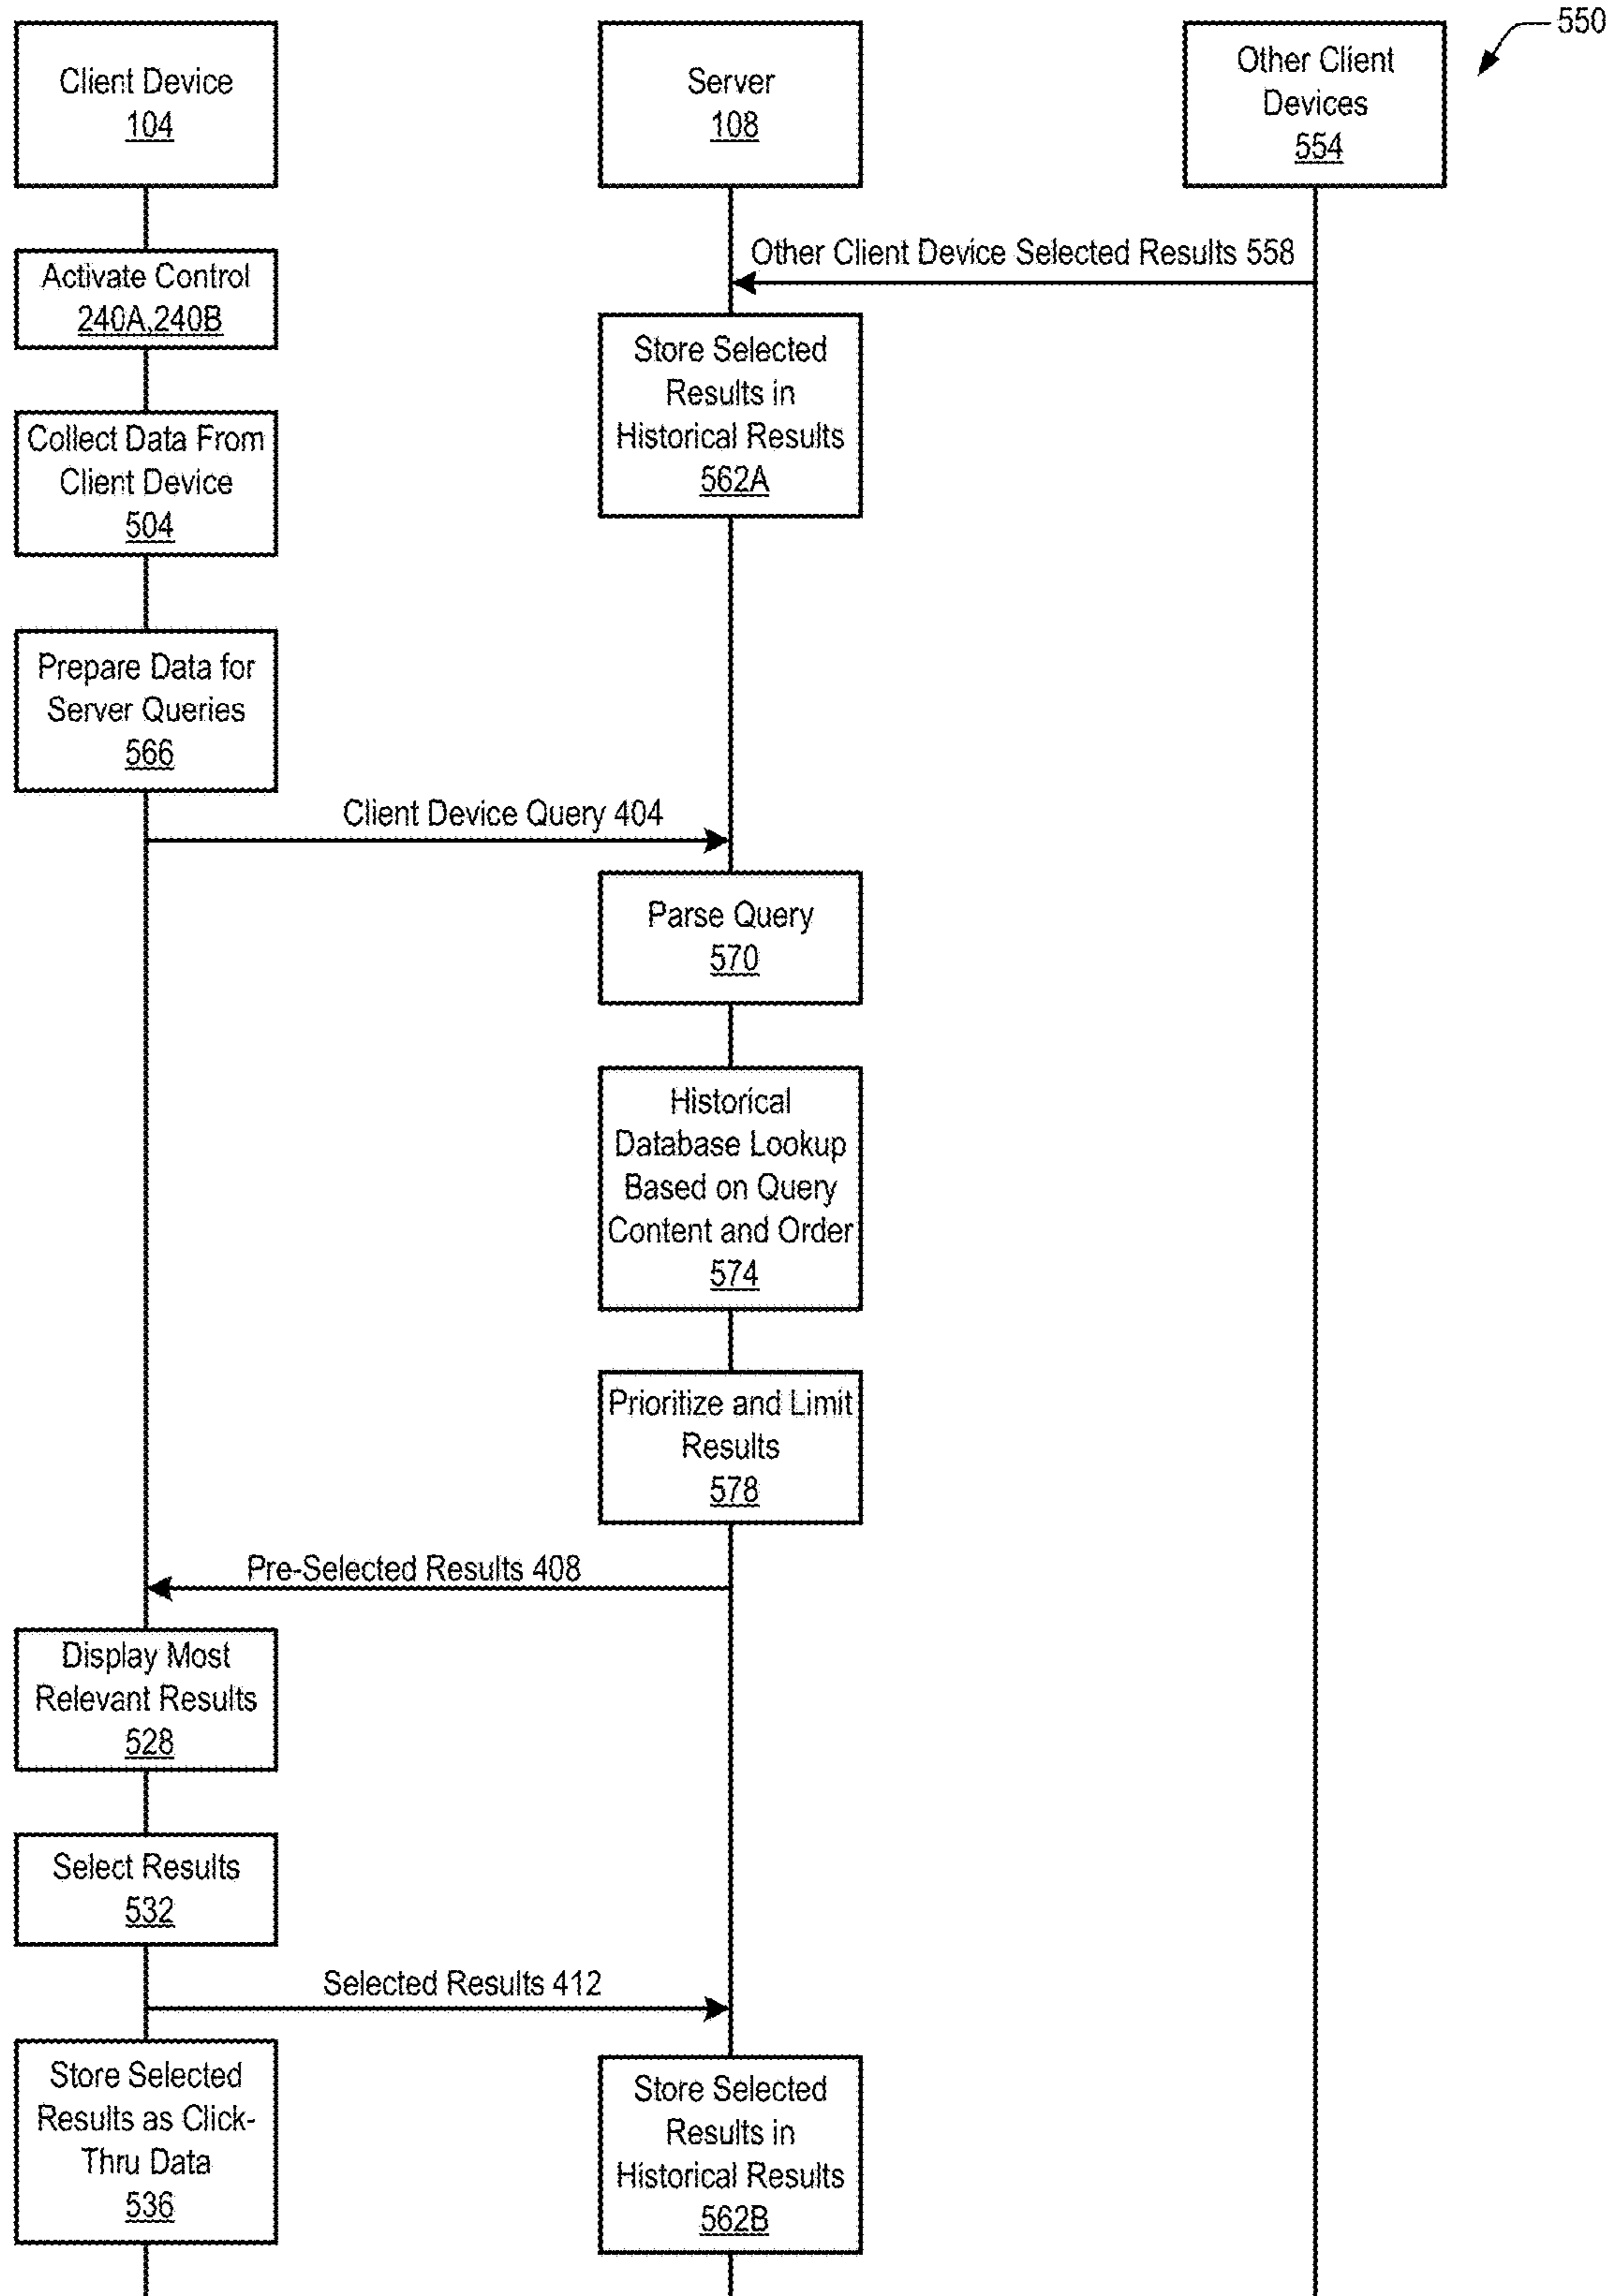 550
Client Device
104
Server
108
Other Client
Devices
554
Other Client Device Selected Results 558
Activate Control
240A,240B
Store Selected
Results in
Historical Results
562A
Collect Data From
Client Device
504
Prepare Data for
Server Queries
566
Client Device Query 404
Parse Query
570
Historical
Database Lookup
Based on Query
Content and Order
574
Prioritize and Limit
Results
578
Pre-Selected Results 408
Display Most
Relevant Results
528
Select Results
532
Selected Results 412
Store Selected
Results as Click-
Thru Data
536
Store Selected
Results in
Historical Results
562B